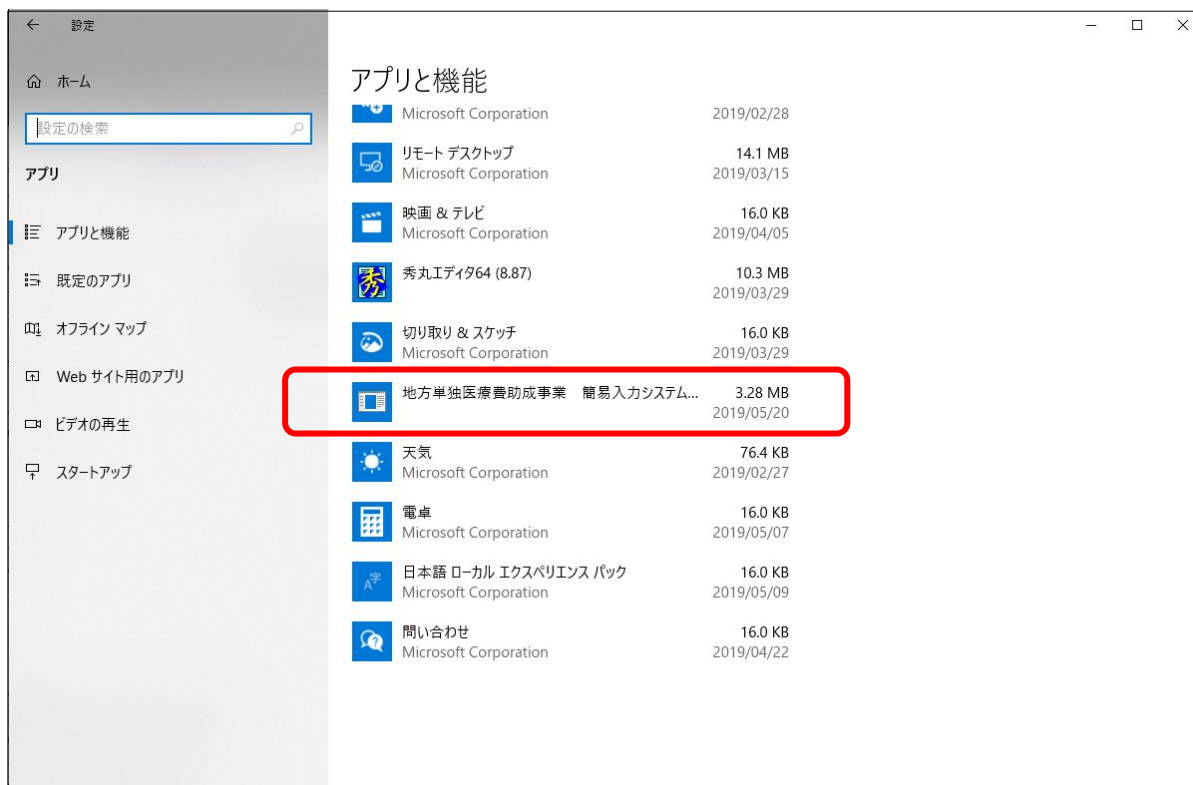 設定
ホーム
設定の検索
アプリ
アプリと機能
既定のアプリ
オフライン マップ
Web サイト用のアプリ
ビデオの再生
スタートアップ
アプリと機能
Microsoft Corporation 2019/02/28
リモート デスクトップ 14.1 MB
Microsoft Corporation 2019/03/15
映画 & テレビ 16.0 KB
Microsoft Corporation 2019/04/05
秀
秀丸エディタ64 (8.87) 10.3 MB
2019/03/29
切り取り & スケッチ 16.0 KB
Microsoft Corporation 2019/03/29
地方単独医療費助成事業　簡易入力システム... 3.28 MB
2019/05/20
天気 76.4 KB
Microsoft Corporation 2019/02/27
電卓 16.0 KB
Microsoft Corporation 2019/05/07
A字
日本語 ローカル エクスペリエンス パック 16.0 KB
Microsoft Corporation 2019/05/09
問い合わせ 16.0 KB
Microsoft Corporation 2019/04/22